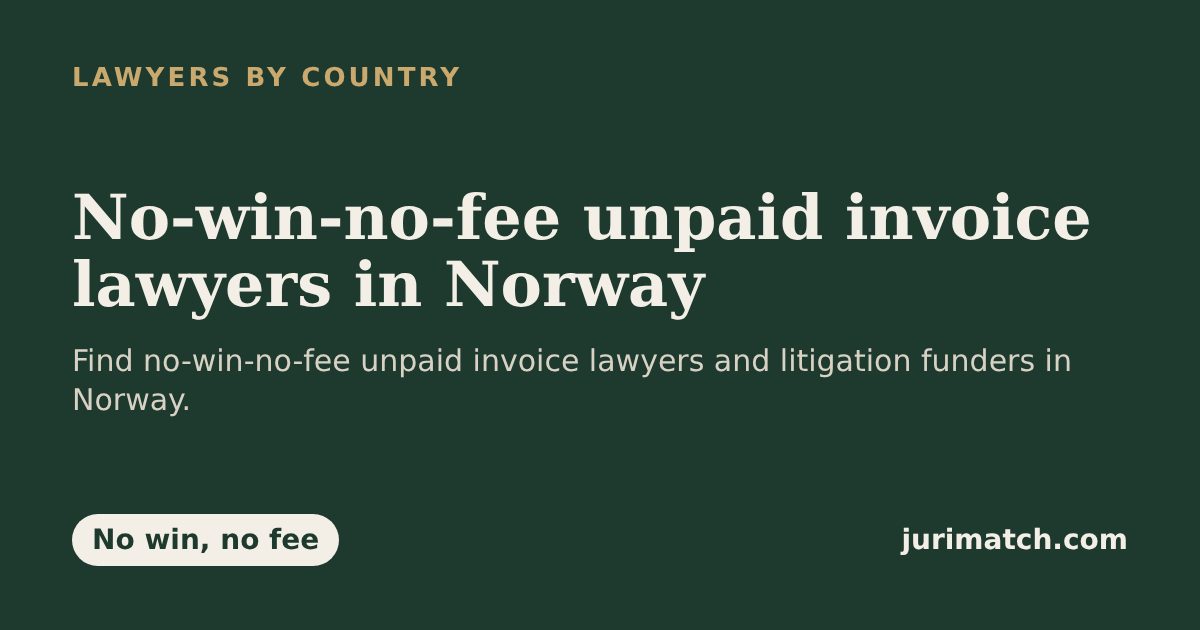 LAWYERS BY COUNTRY
No-win-no-fee unpaid invoice
lawyers in Norway
Find no-win-no-fee unpaid invoice lawyers and litigation funders in
Norway.
No win, no fee
jurimatch.com